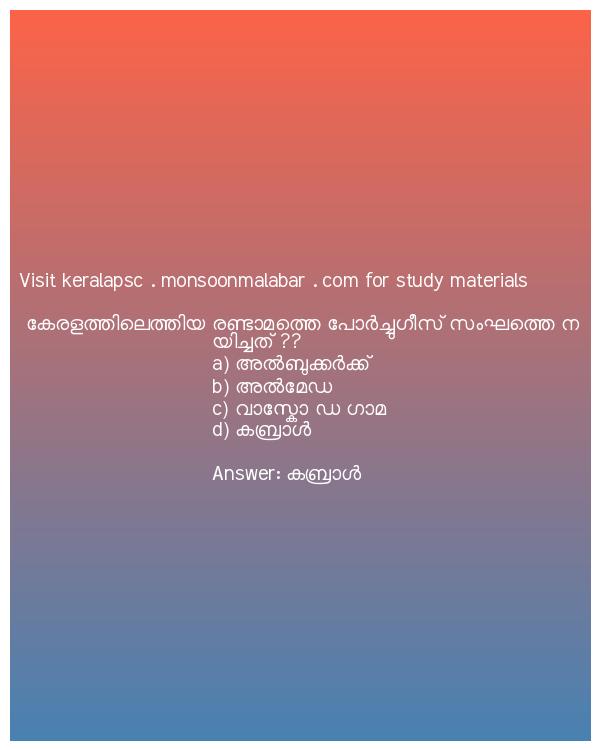 Visit keralapsc . monsoonmalabar . com for study materials
കേരളത്തിലെത്തിയ രണ്ടാമത്തെ പോർച്ചുഗീസ് സംഘത്തെ ന
യിച്ചത് ??
a) അൽബുക്കർക്ക്
b) അൽമേഡ
c) വാസ്കോ ഡ ഗാമ
d) കബ്രാൾ
Answer: കബ്രാൾ